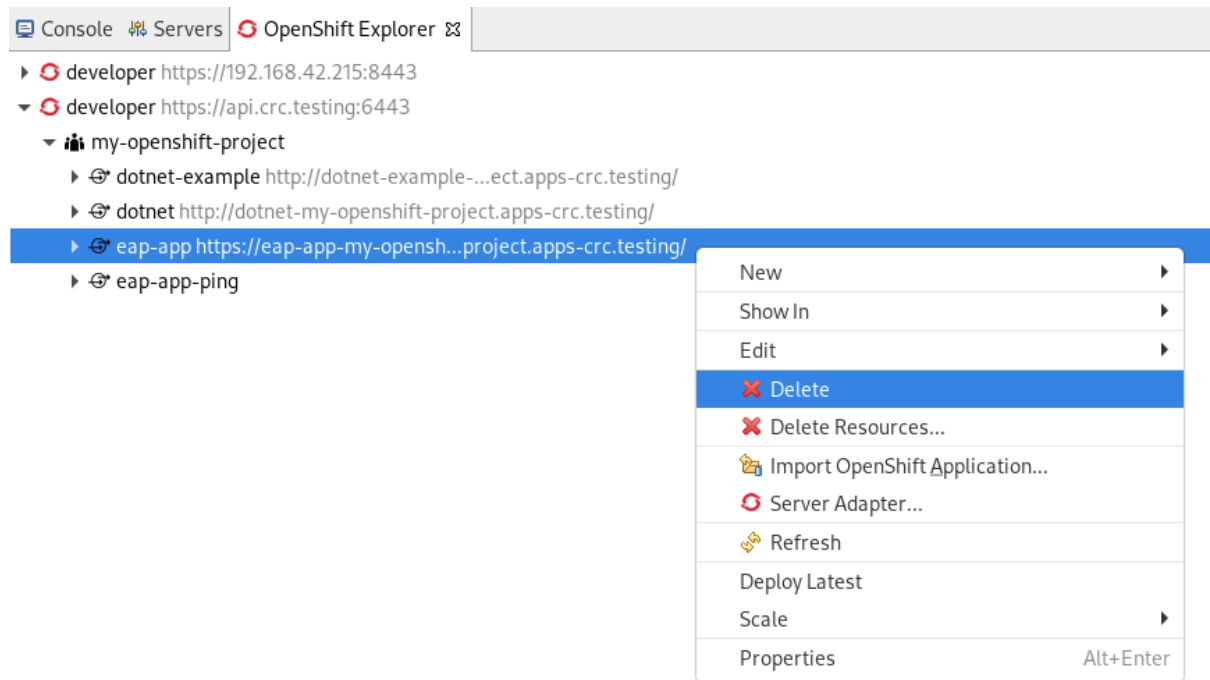 Console Servers OpenShift Explorer
developer https://192.168.42.215:8443
developer https://api.crc.testing:6443
my-openshift-project
dotnet-example http://dotnet-example-...ect.apps-crc.testing/
dotnet http://dotnet-my-openshift-project.apps-crc.testing/
eap-app https://eap-app-my-opensh...project.apps-crc.testing/
eap-app-ping
New
Show In
Edit
Delete
Delete Resources...
Import OpenShift Application...
Server Adapter...
Refresh
Deploy Latest
Scale
Properties Alt+Enter